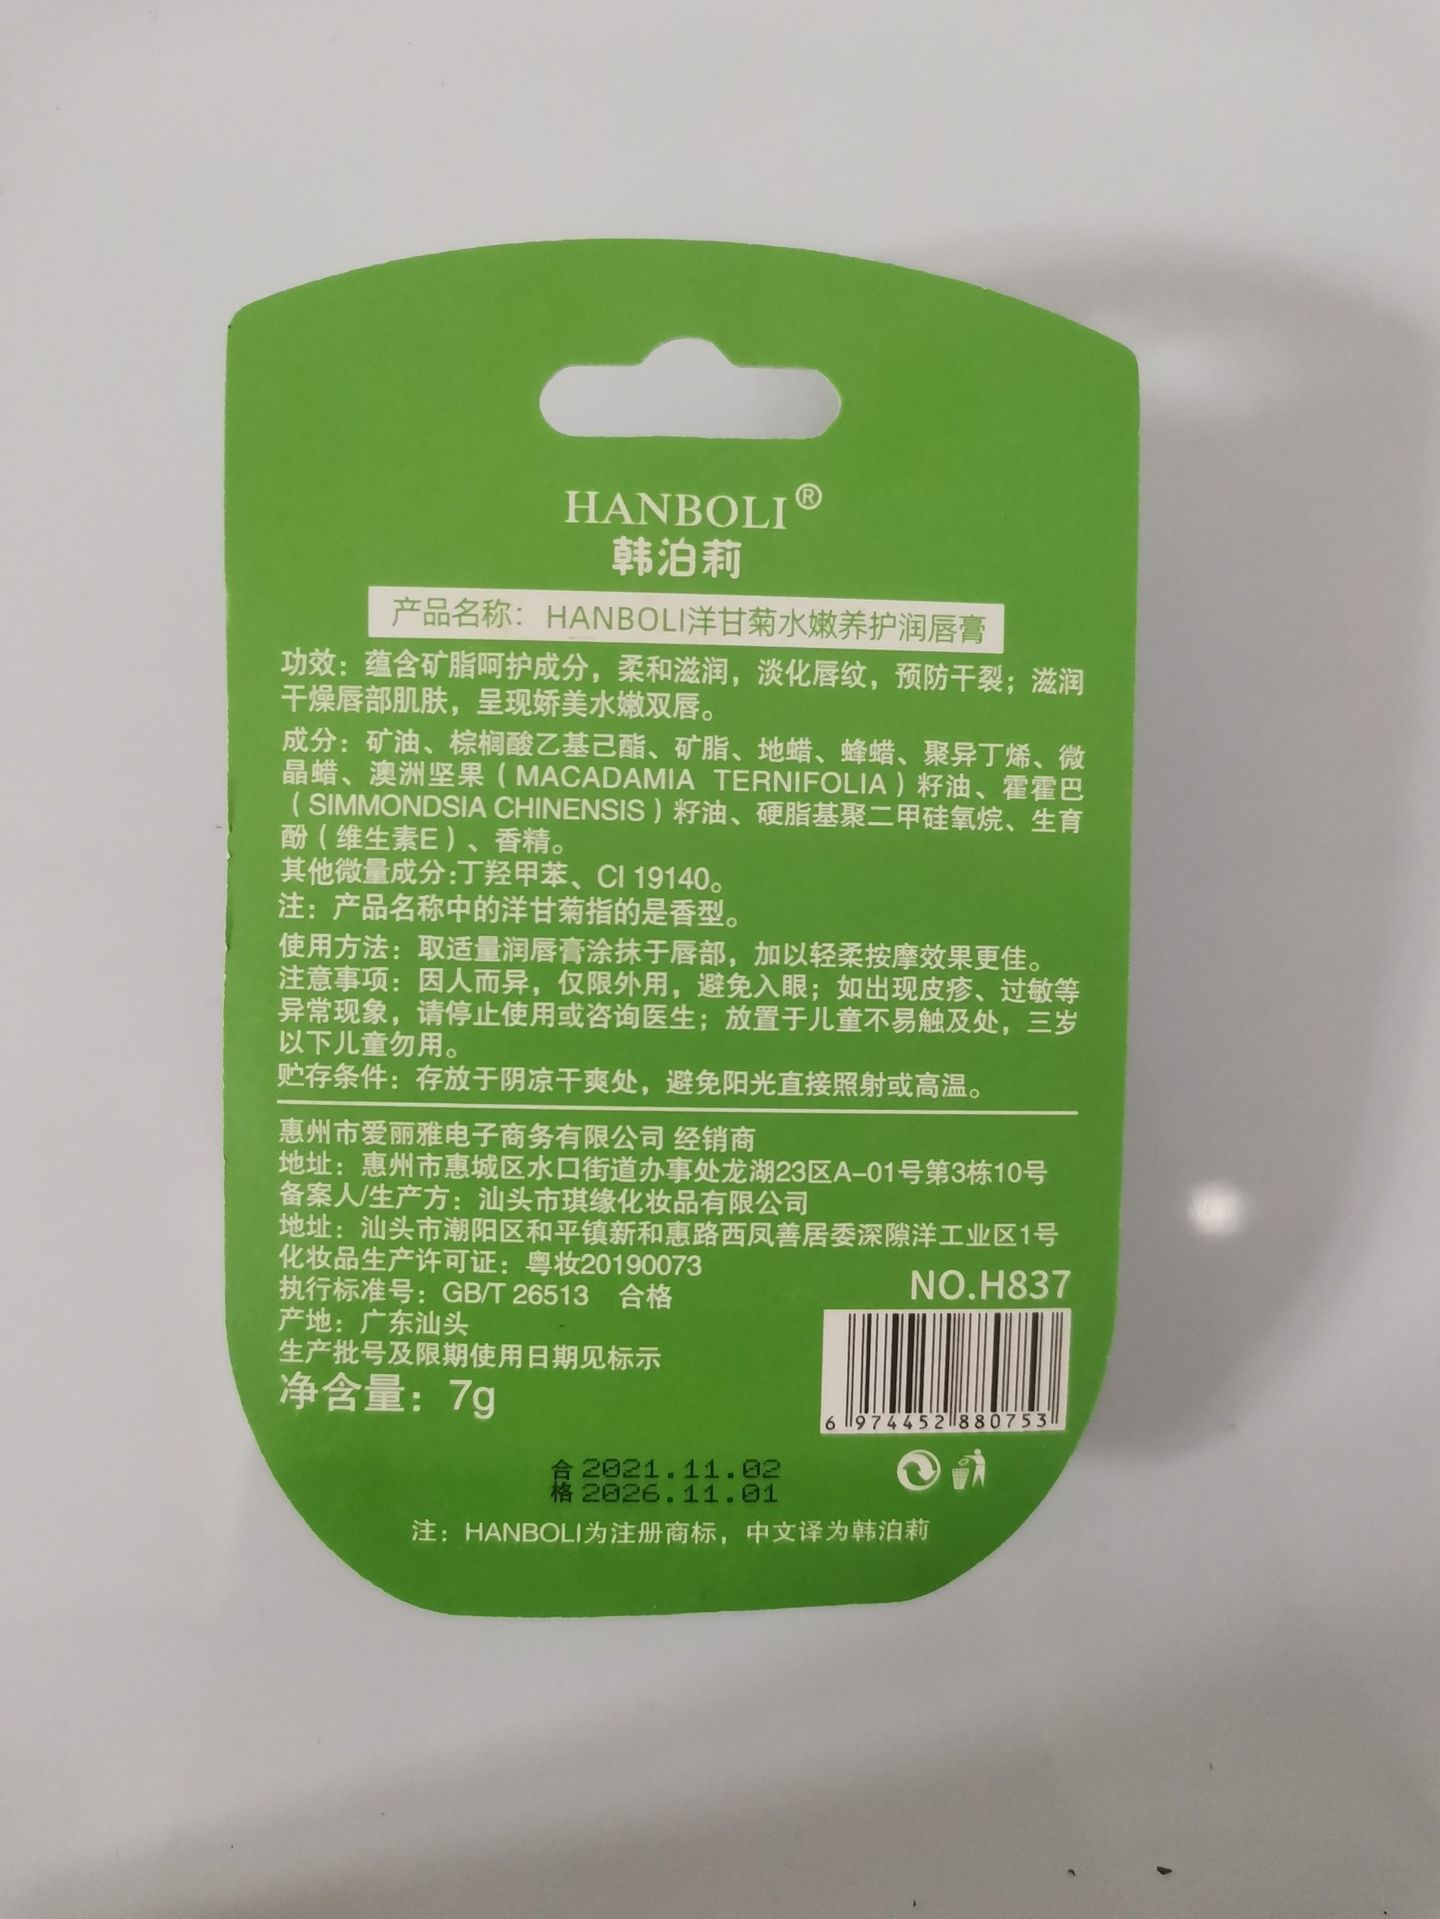 HANBOLI®
韩泊莉
产品名称： HANBOLI洋甘菊水嫩养护润唇膏
功效：蕴含矿脂呵护成分，柔和滋润，淡化唇纹，预防干裂；滋润
干燥唇部肌肤，呈现娇美水嫩双唇。
成分：矿油、棕榈酸乙基己酯、矿脂、地蜡、蜂蜡、聚异丁烯、微
晶蜡、澳洲坚果（MACADAMIA TERNIFOLIA）籽油、霍霍巴
（SIMMONDSIA CHINENSIS）籽油、硬脂基聚二甲硅氧烷、生育
酚（维生素E）、香精。
其他微量成分:丁羟甲苯、CI 19140。
注：产品名称中的洋甘菊指的是香型。
使用方法：取适量润唇膏涂抹于唇部，加以轻柔按摩效果更佳。
注意事项：因人而异，仅限外用，避免入眼；如出现皮疹、过敏等
异常现象，请停止使用或咨询医生；放置于儿童不易触及处，三岁
以下儿童勿用。
贮存条件：存放于阴凉干爽处，避免阳光直接照射或高温。
惠州市爱丽雅电子商务有限公司 经销商
地址：惠州市惠城区水口街道办事处龙湖23区A-01号第3栋10号
备案人/生产方：汕头市琪缘化妆品有限公司
地址：汕头市潮阳区和平镇新和惠路西凤善居委深隙洋工业区1号
化妆品生产许可证：粤妆20190073
执行标准号：GB/T 26513 合格
产地：广东汕头
生产批号及限期使用日期见标示
净含量：7g
NO.H837
6 974452 880753
合 2021.11.02
格 2026.11.01
注：HANBOLI为注册商标，中文译为韩泊莉